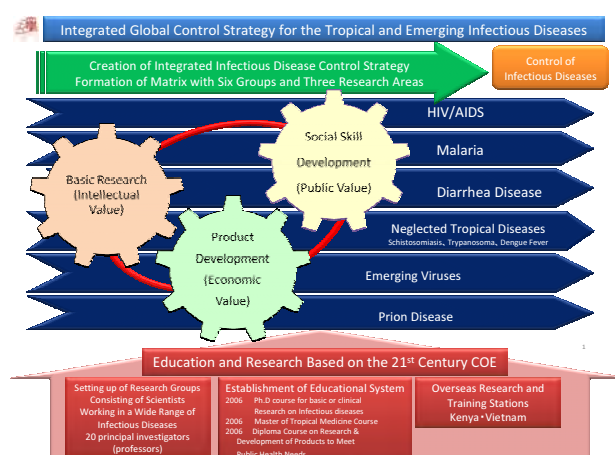 Integrated Global Control Strategy for the Tropical and Emerging Infectious Diseases
Creation of Integrated Infectious Disease Control Strategy
Formation of Matrix with Six Groups and Three Research Areas
Control of
Infectious Diseases
HIV/AIDS
Malaria
Diarrhea Disease
Neglected Tropical Diseases
Schistosomiasis、Trypanosoma、Dengue Fever
Emerging Viruses
Prion Disease
Basic Research
(Intellectual
Value)
Social Skill
Development
(Public Value)
Product
Development
(Economic
Value)
1
Education and Research Based on the 21st Century COE
Setting up of Research Groups
Consisting of Scientists
Working in a Wide Range of
Infectious Diseases
20 principal investigators
(professors)
Establishment of Educational System
2006 Ph.D course for basic or clinical
Research on Infectious diseases
2006 Master of Tropical Medicine Course
2006 Diploma Course on Research &
Development of Products to Meet
Public Health Needs
Overseas Research and
Training Stations
Kenya・Vietnam